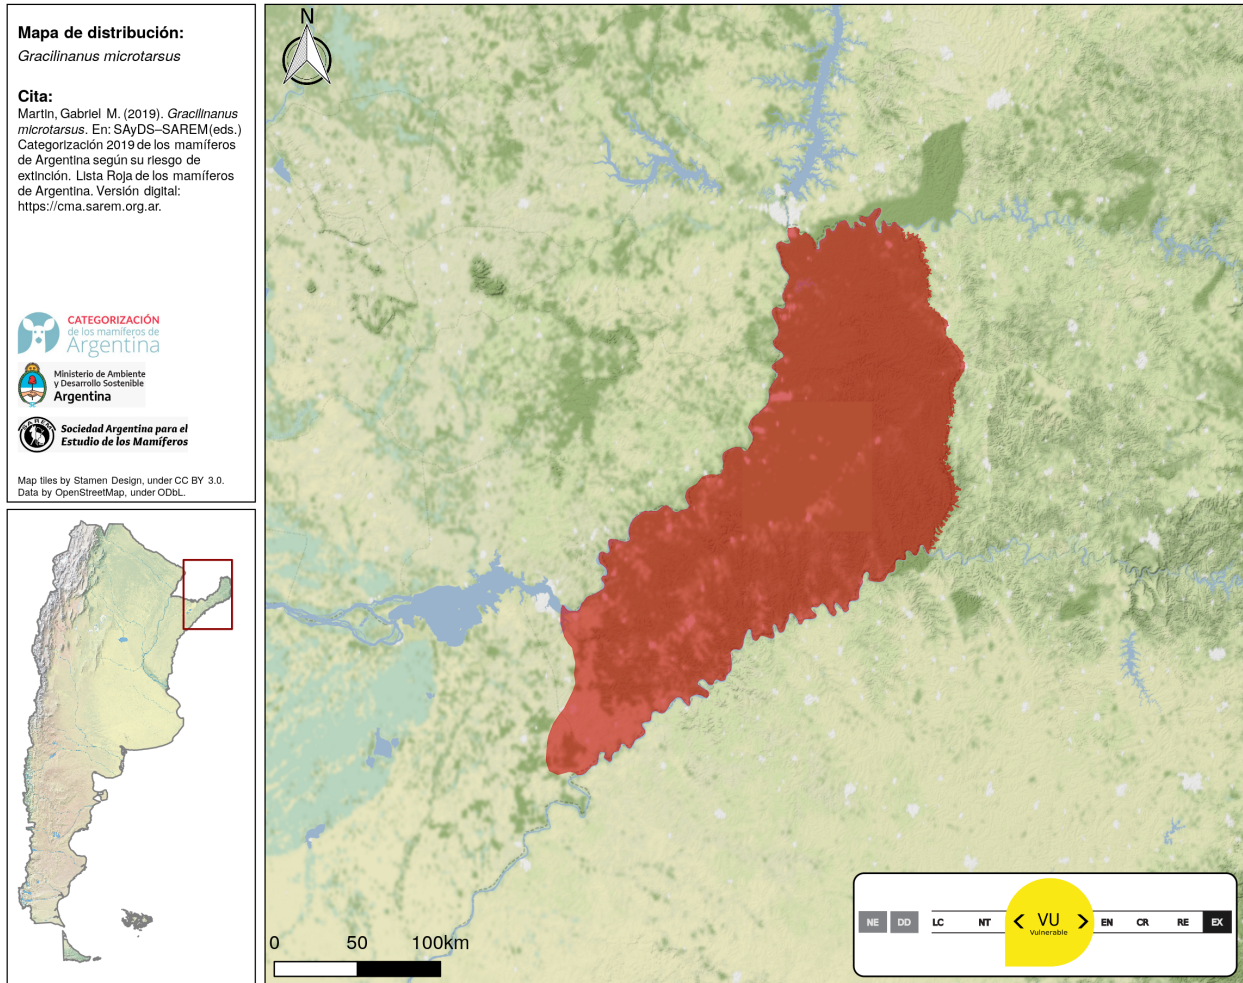 Mapa de distribución:
Gracilinanus microtarsus
Cita:
Martin, Gabriel M. (2019). Gracilinanus
microtarsus. En: SAyDS–SAREM (eds.)
Categorización 2019 de los mamíferos
de Argentina según su riesgo de
extinción. Lista Roja de los mamíferos
de Argentina. Versión digital:
https://cma.sarem.org.ar.
CATEGORIZACIÓN
de los mamíferos de
Argentina
Ministerio de Ambiente
y Desarrollo Sostenible
Argentina
SAREM
Sociedad Argentina para el
Estudio de los Mamíferos
Map tiles by Stamen Design, under CC BY 3.0.
Data by OpenStreetMap, under ODbL.
N
0 50 100km
NE DD LC NT < VU > EN CR RE EX
Vulnerable